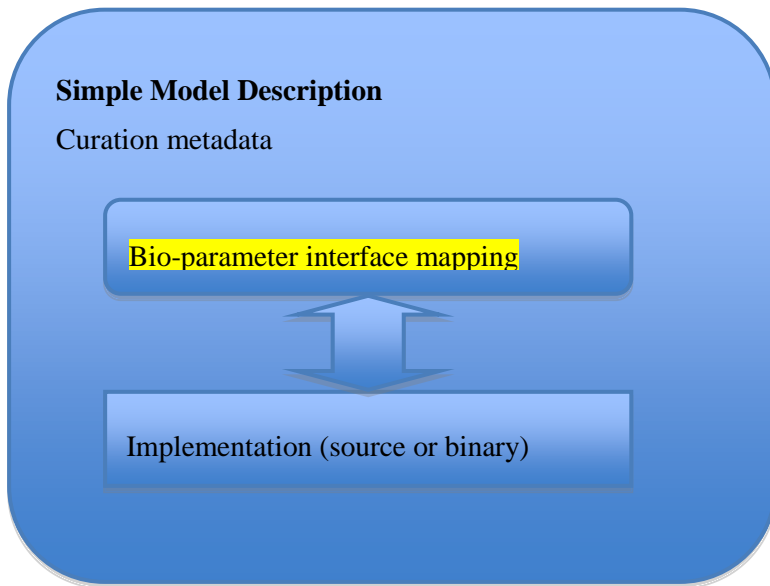 Simple Model Description
Curation metadata
Bio-parameter interface mapping
Implementation (source or binary)